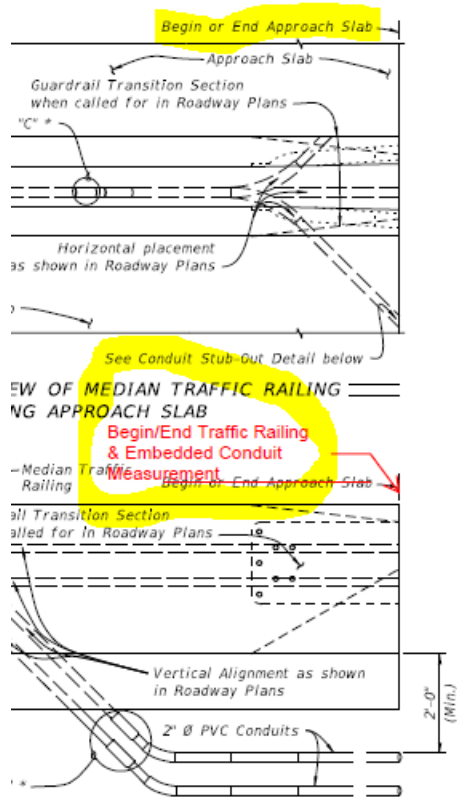 Begin or End Approach Slab
Approach Slab
Guardrail Transition Section
when called for in Roadway Plans
"C" *
Horizontal placement
as shown in Roadway Plans
See Conduit Stub-Out Detail below
EW OF MEDIAN TRAFFIC RAILING
NG APPROACH SLAB
Begin/End Traffic Railing
& Embedded Conduit
Measurement
Median Traffic
Railing
Begin or End Approach Slab
ail Transition Section
alled for in Roadway Plans
Vertical Alignment as shown
in Roadway Plans
2'-0"
(Min.)
2" Ø PVC Conduits
" *